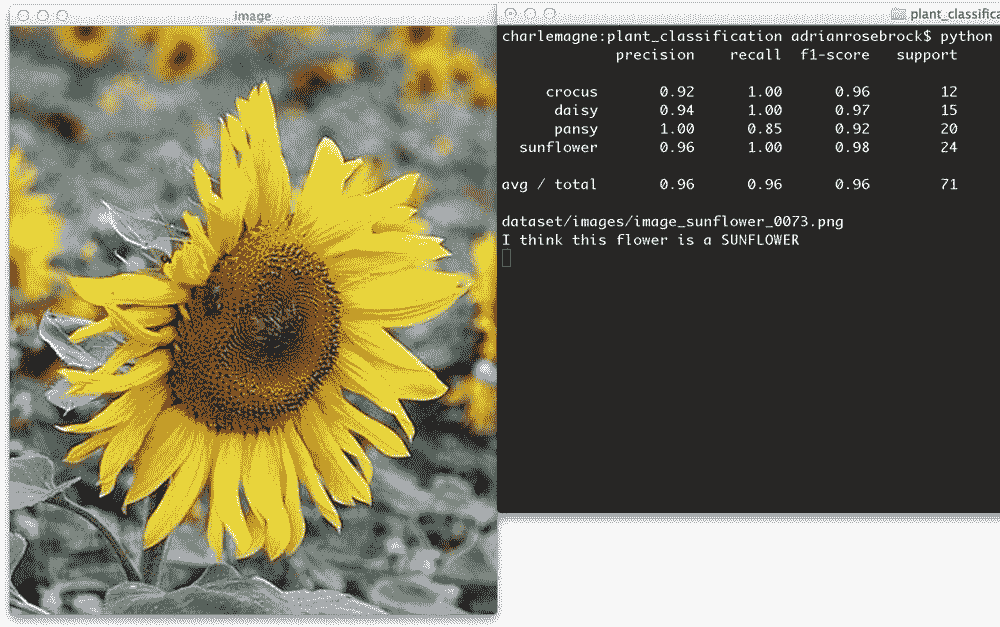 image
plant_classifica
charlemagne:plant_classification adrianrosebrock$ python
precision recall f1-score support
crocus 0.92 1.00 0.96 12
daisy 0.94 1.00 0.97 15
pansy 1.00 0.85 0.92 20
sunflower 0.96 1.00 0.98 24
avg / total 0.96 0.96 0.96 71
dataset/images/image_sunflower_0073.png
I think this flower is a SUNFLOWER